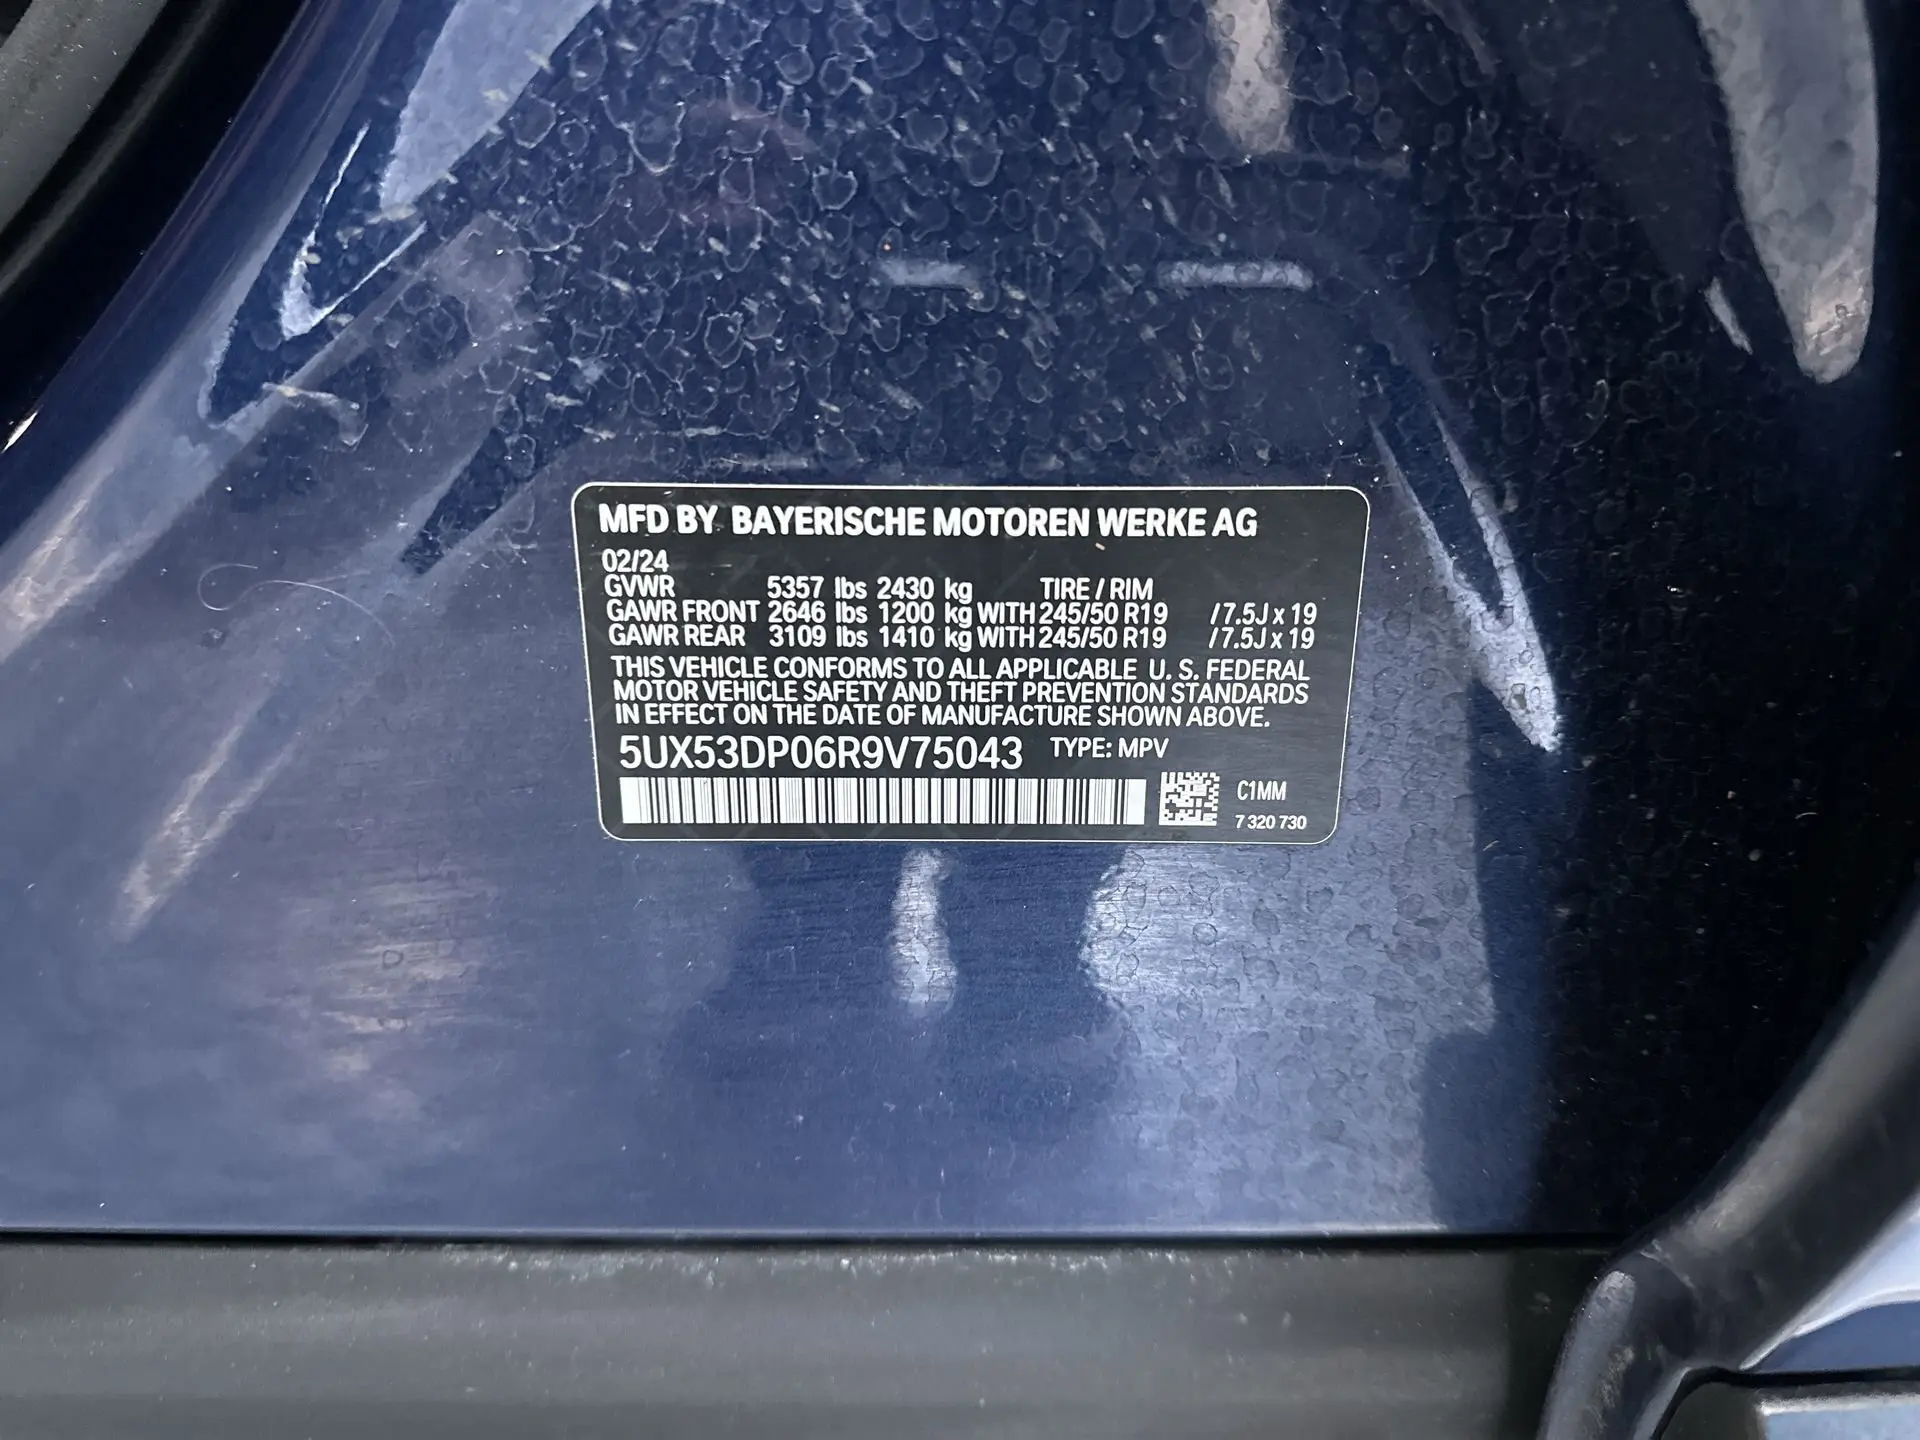 MFD BY BAYERISCHE MOTOREN WERKE AG
02/24
GVWR 5357 lbs 2430 kg TIRE / RIM
GAWR FRONT 2646 lbs 1200 kg WITH 245/50 R19 / 7.5J x 19
GAWR REAR 3109 lbs 1410 kg WITH 245/50 R19 / 7.5J x 19
THIS VEHICLE CONFORMS TO ALL APPLICABLE U. S. FEDERAL
MOTOR VEHICLE SAFETY AND THEFT PREVENTION STANDARDS
IN EFFECT ON THE DATE OF MANUFACTURE SHOWN ABOVE.
5UX53DP06R9V75043 TYPE: MPV
C1MM
7 320 730